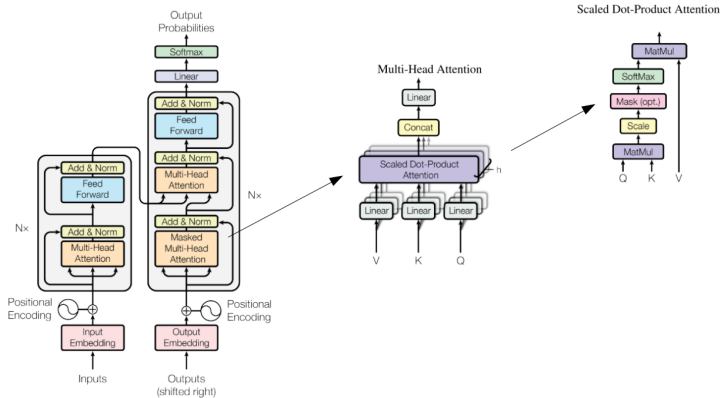 Output
Probabilities
Softmax
Linear
Add & Norm
Feed
Forward
Add & Norm
Multi-Head
Attention
Nx
Add & Norm
Masked
Multi-Head
Attention
Add & Norm
Feed
Forward
Nx
Add & Norm
Multi-Head
Attention
Positional
Encoding
Positional
Encoding
Input
Embedding
Output
Embedding
Inputs
Outputs
(shifted right)
Multi-Head Attention
Linear
Concat
Scaled Dot-Product
Attention
h
Linear
Linear
Linear
V
K
Q
Scaled Dot-Product Attention
MatMul
SoftMax
Mask (opt.)
Scale
MatMul
Q
K
V